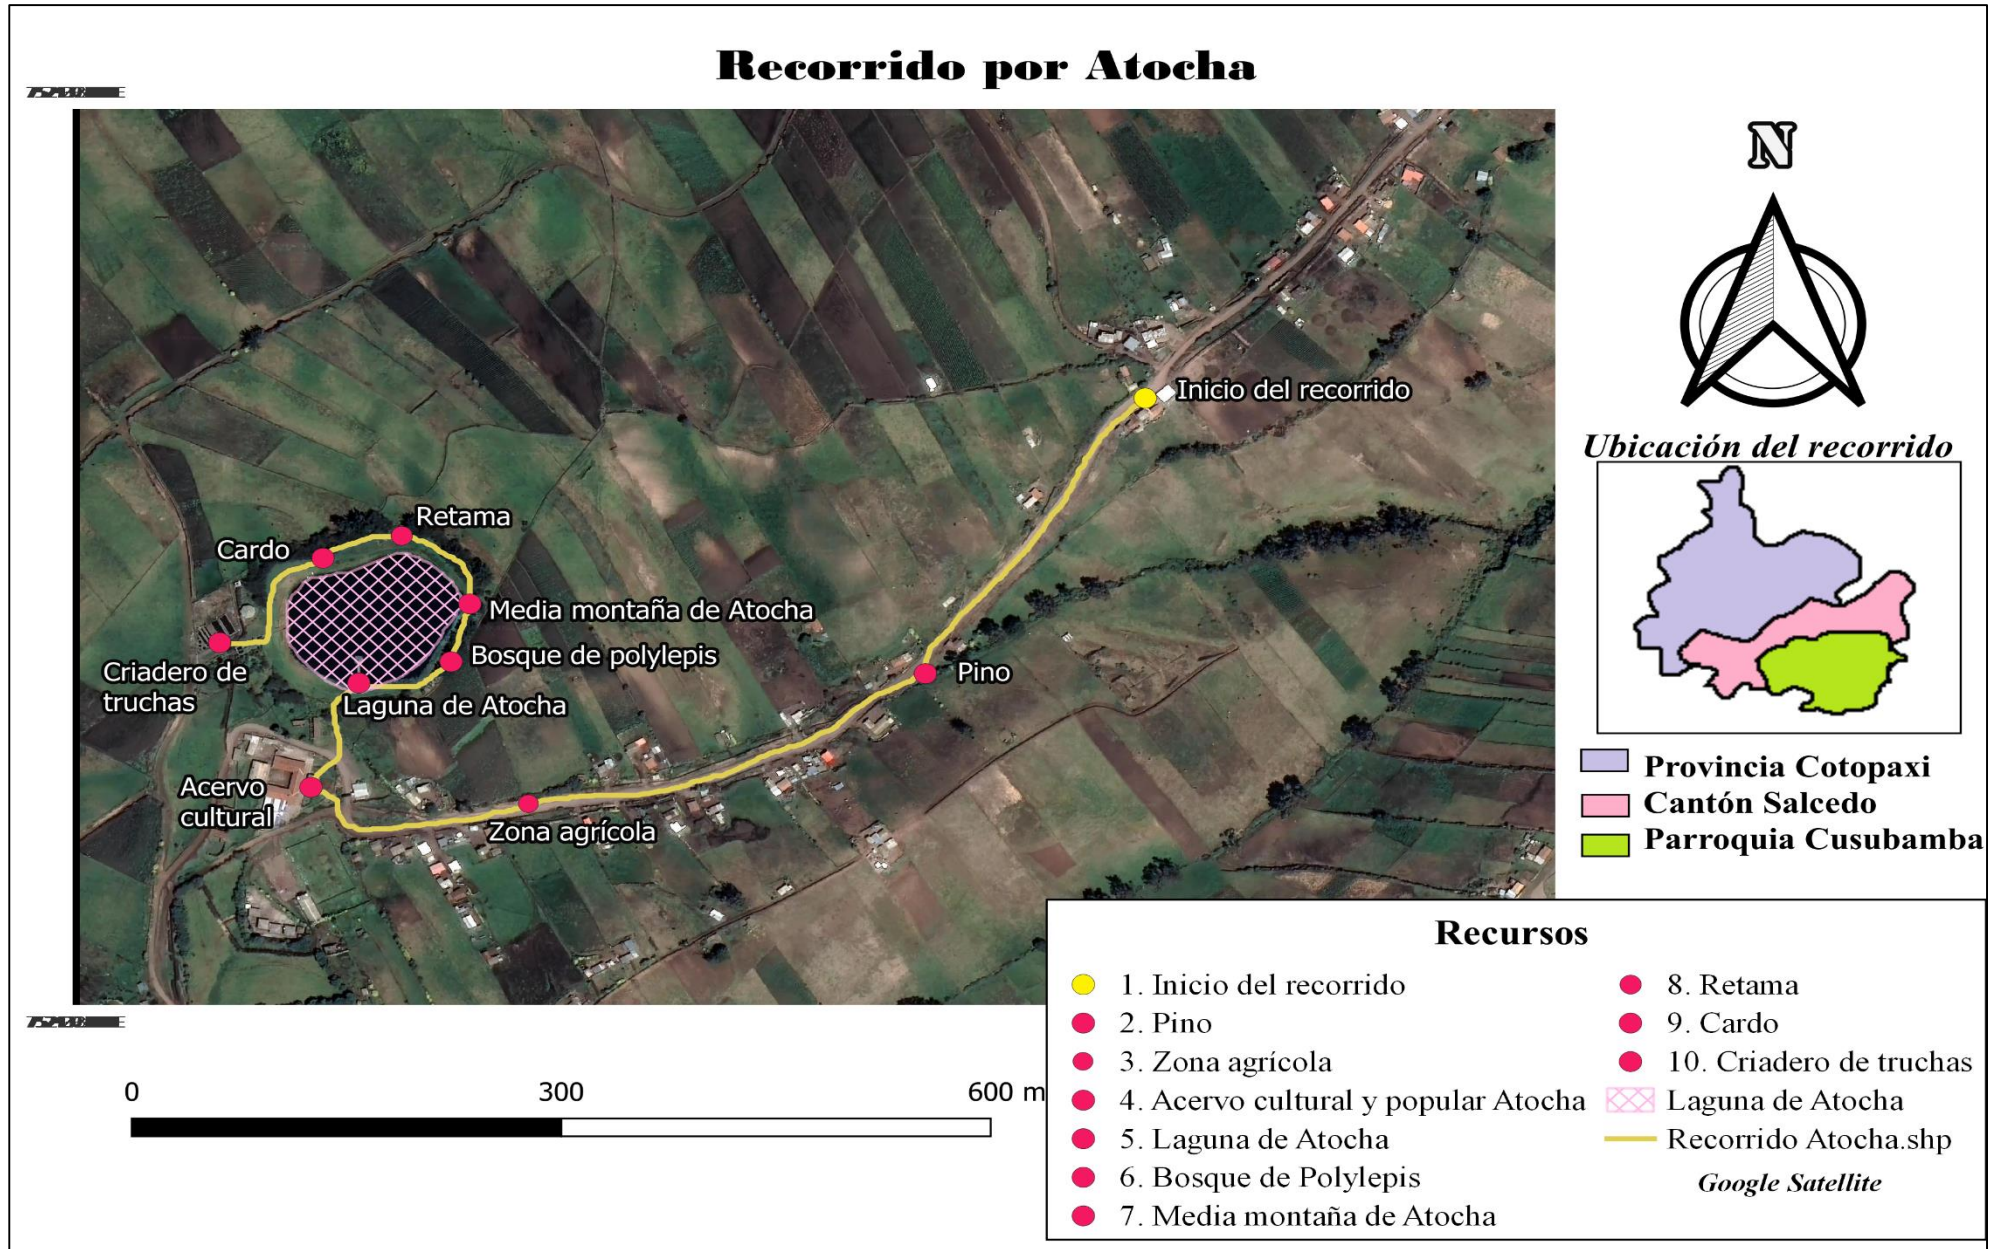 Recorrido por Atocha
N
Inicio del recorrido
Ubicación del recorrido
Retama
Cardo
Media montaña de Atocha
Bosque de polylepis
Criadero de
truchas
Laguna de Atocha
Pino
Acervo
cultural
Zona agrícola
Provincia Cotopaxi
Cantón Salcedo
Parroquia Cusubamba
0 300 600 m
Recursos
1. Inicio del recorrido
2. Pino
3. Zona agrícola
4. Acervo cultural y popular Atocha
5. Laguna de Atocha
6. Bosque de Polylepis
7. Media montaña de Atocha
8. Retama
9. Cardo
10. Criadero de truchas
Laguna de Atocha
Recorrido Atocha.shp
Google Satellite